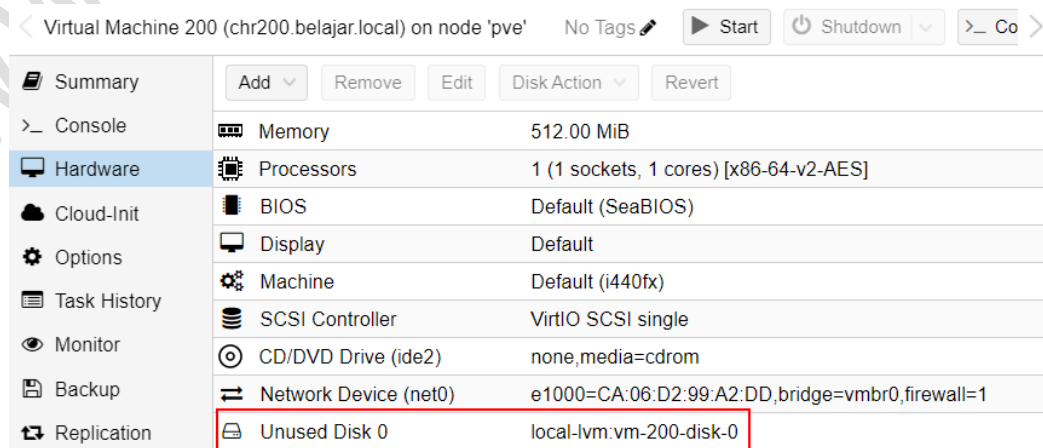 Virtual Machine 200 (chr200.belajar.local) on node 'pve' No Tags Start Shutdown >_ Co
Summary
Console
Hardware
Cloud-Init
Options
Task History
Monitor
Backup
Replication
Add Remove Edit Disk Action Revert
Memory 512.00 MiB
Processors 1 (1 sockets, 1 cores) [x86-64-v2-AES]
BIOS Default (SeaBIOS)
Display Default
Machine Default (i440fx)
SCSI Controller VirtIO SCSI single
CD/DVD Drive (ide2) none,media=cdrom
Network Device (net0) e1000=CA:06:D2:99:A2:DD,bridge=vmbr0,firewall=1
Unused Disk 0 local-lvm:vm-200-disk-0